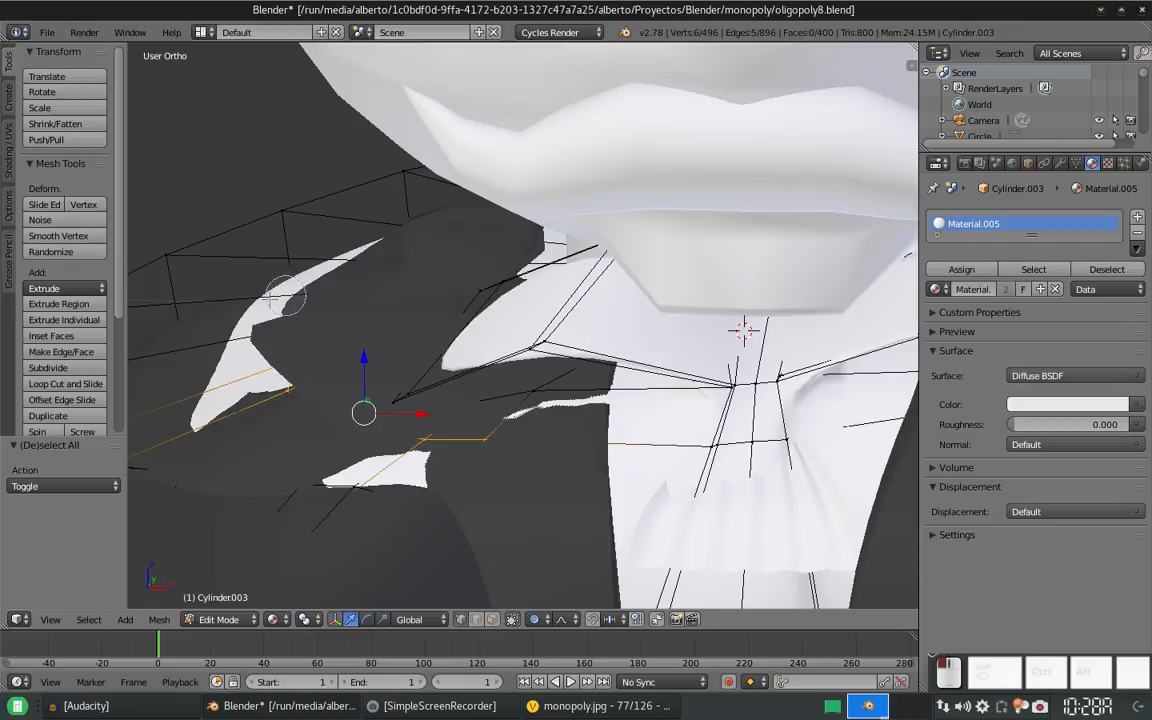 Blender* [/run/media/alberto/1c0bdf0d-9ffa-4172-b203-1327c47a7a25/alberto/Proyectos/Blender/monopoly/oligopoly8.blend]
File Render Window Help Default Scene Cycles Render v2.78 | Verts:6/496 | Edges:5/896 | Faces:0/400 | Tris:800 | Mem:24.15M | Cylinder.003
Transform
Translate
Rotate
Scale
Shrink/Fatten
Push/Pull
Mesh Tools
Deform:
Slide Ed Vertex
Noise
Smooth Vertex
Randomize
Add:
Extrude
Extrude Region
Extrude Individual
Inset Faces
Make Edge/Face
Subdivide
Loop Cut and Slide
Offset Edge Slide
Duplicate
Spin Screw
(De)select All
Action
Toggle
Tools
Create
Shading / UVs
Options
Grease Pencil
User Ortho
(1) Cylinder.003
View Select Add Mesh Edit Mode Global
View Search All Scenes
Scene
RenderLayers
World
Camera
Circle
Cylinder.003 Material.005
Material.005
Assign Select Deselect
Material. 2 F Data
Custom Properties
Preview
Surface
Surface: Diffuse BSDF
Color:
Roughness: 0.000
Normal: Default
Volume
Displacement
Displacement: Default
Settings
-40 -20 0 20 40 60 80 100 120 140 160 180 200 220 240 260 280
View Marker Frame Playback Start: 1 End: 1 1 No Sync
Ctrl Alt
[Audacity] Blender* [/run/media/alber... [SimpleScreenRecorder] monopoly.jpg - 77/126 - ...